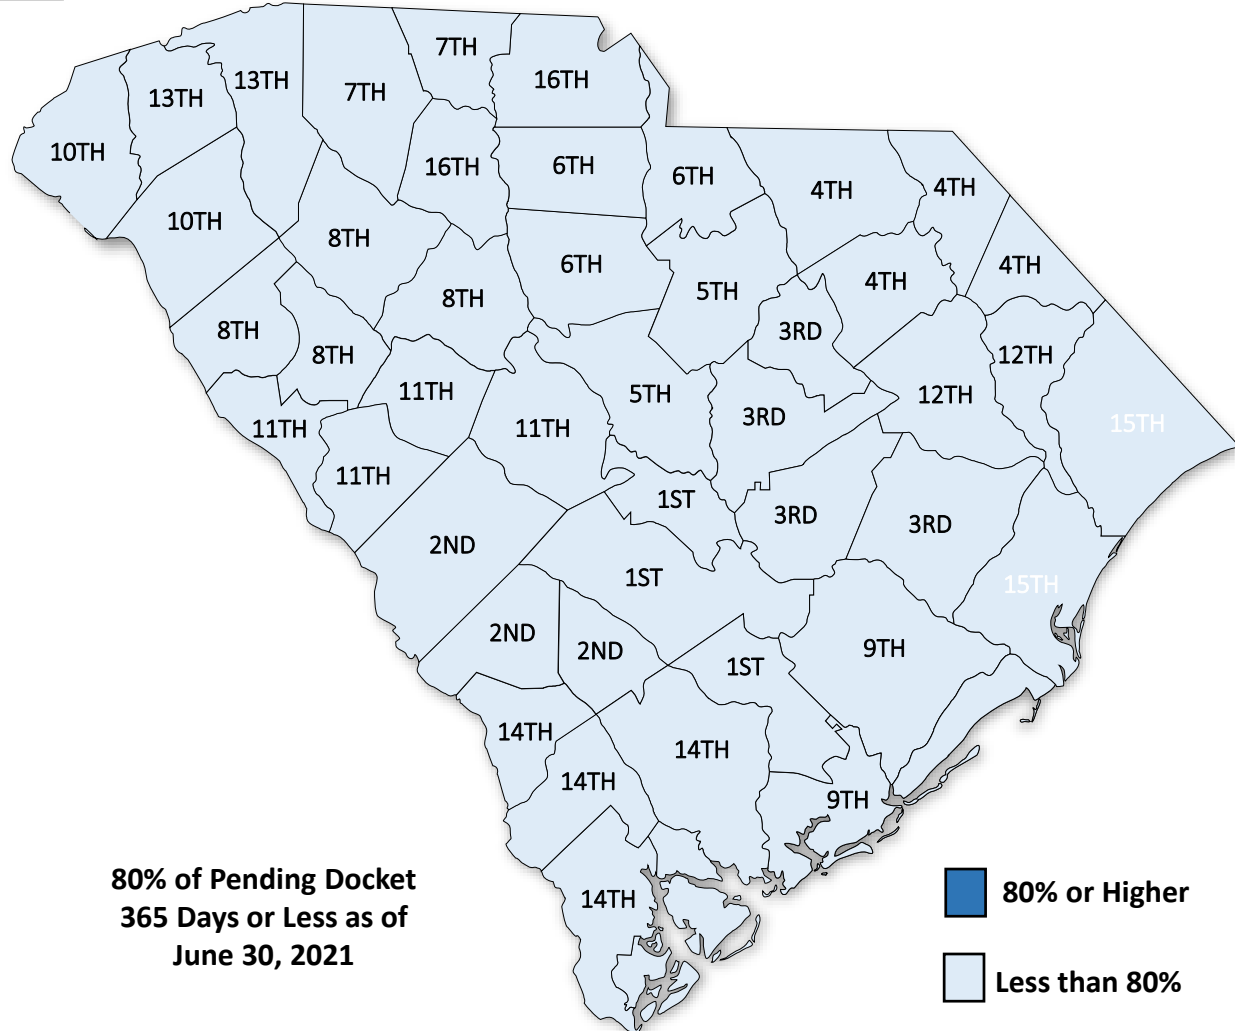 7TH
13TH
7TH
16TH
13TH
10TH
16TH
6TH
6TH
4TH
4TH
10TH
8TH
6TH
4TH
4TH
5TH
8TH
8TH
3RD
8TH
12TH
11TH
5TH
12TH
3RD
15TH
11TH
11TH
11TH
1ST
3RD
3RD
2ND
1ST
15TH
2ND
2ND
9TH
1ST
14TH
14TH
14TH
9TH
14TH
80% of Pending Docket
365 Days or Less as of
June 30, 2021
80% or Higher
Less than 80%